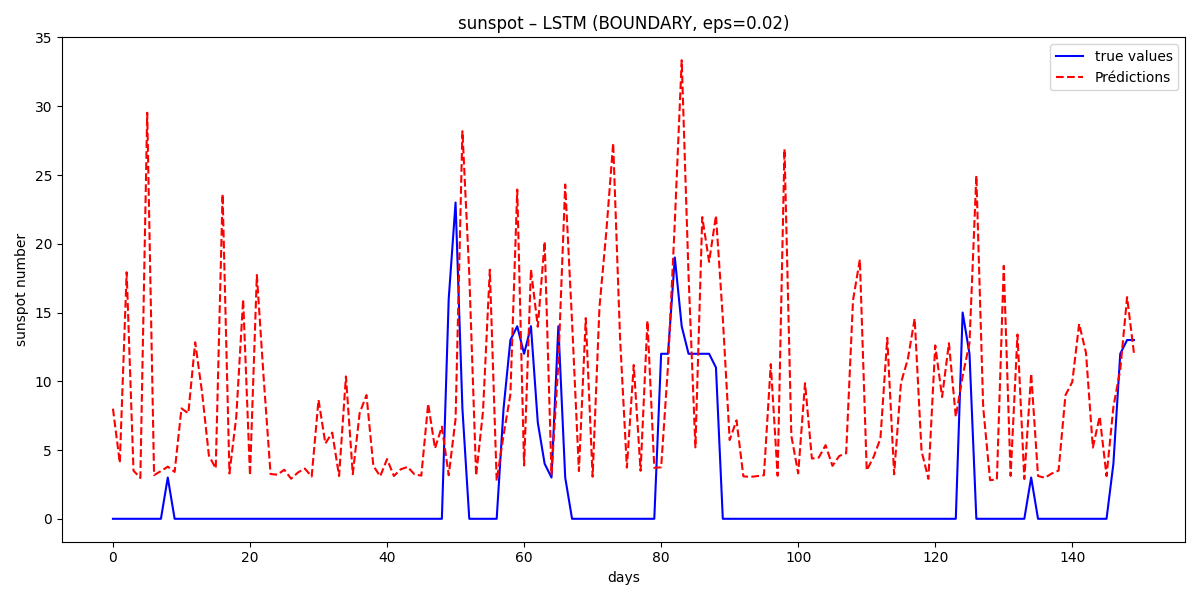 sunspot – LSTM (BOUNDARY, eps=0.02)
true values
Prédictions
sunspot number
35
30
25
20
15
10
5
0
0 20 40 60 80 100 120 140
days